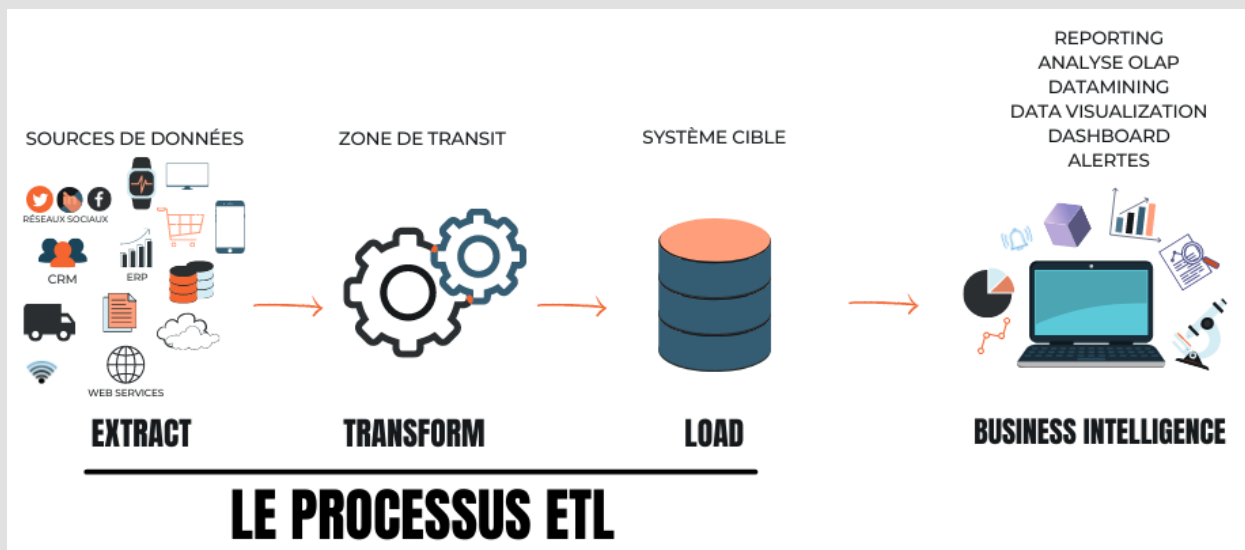 REPORTING
ANALYSE OLAP
DATAMINING
DATA VISUALIZATION
DASHBOARD
ALERTES
SOURCES DE DONNÉES
ZONE DE TRANSIT
SYSTÈME CIBLE
RÉSEAUX SOCIAUX
CRM
ERP
WEB SERVICES
EXTRACT
TRANSFORM
LOAD
BUSINESS INTELLIGENCE
LE PROCESSUS ETL